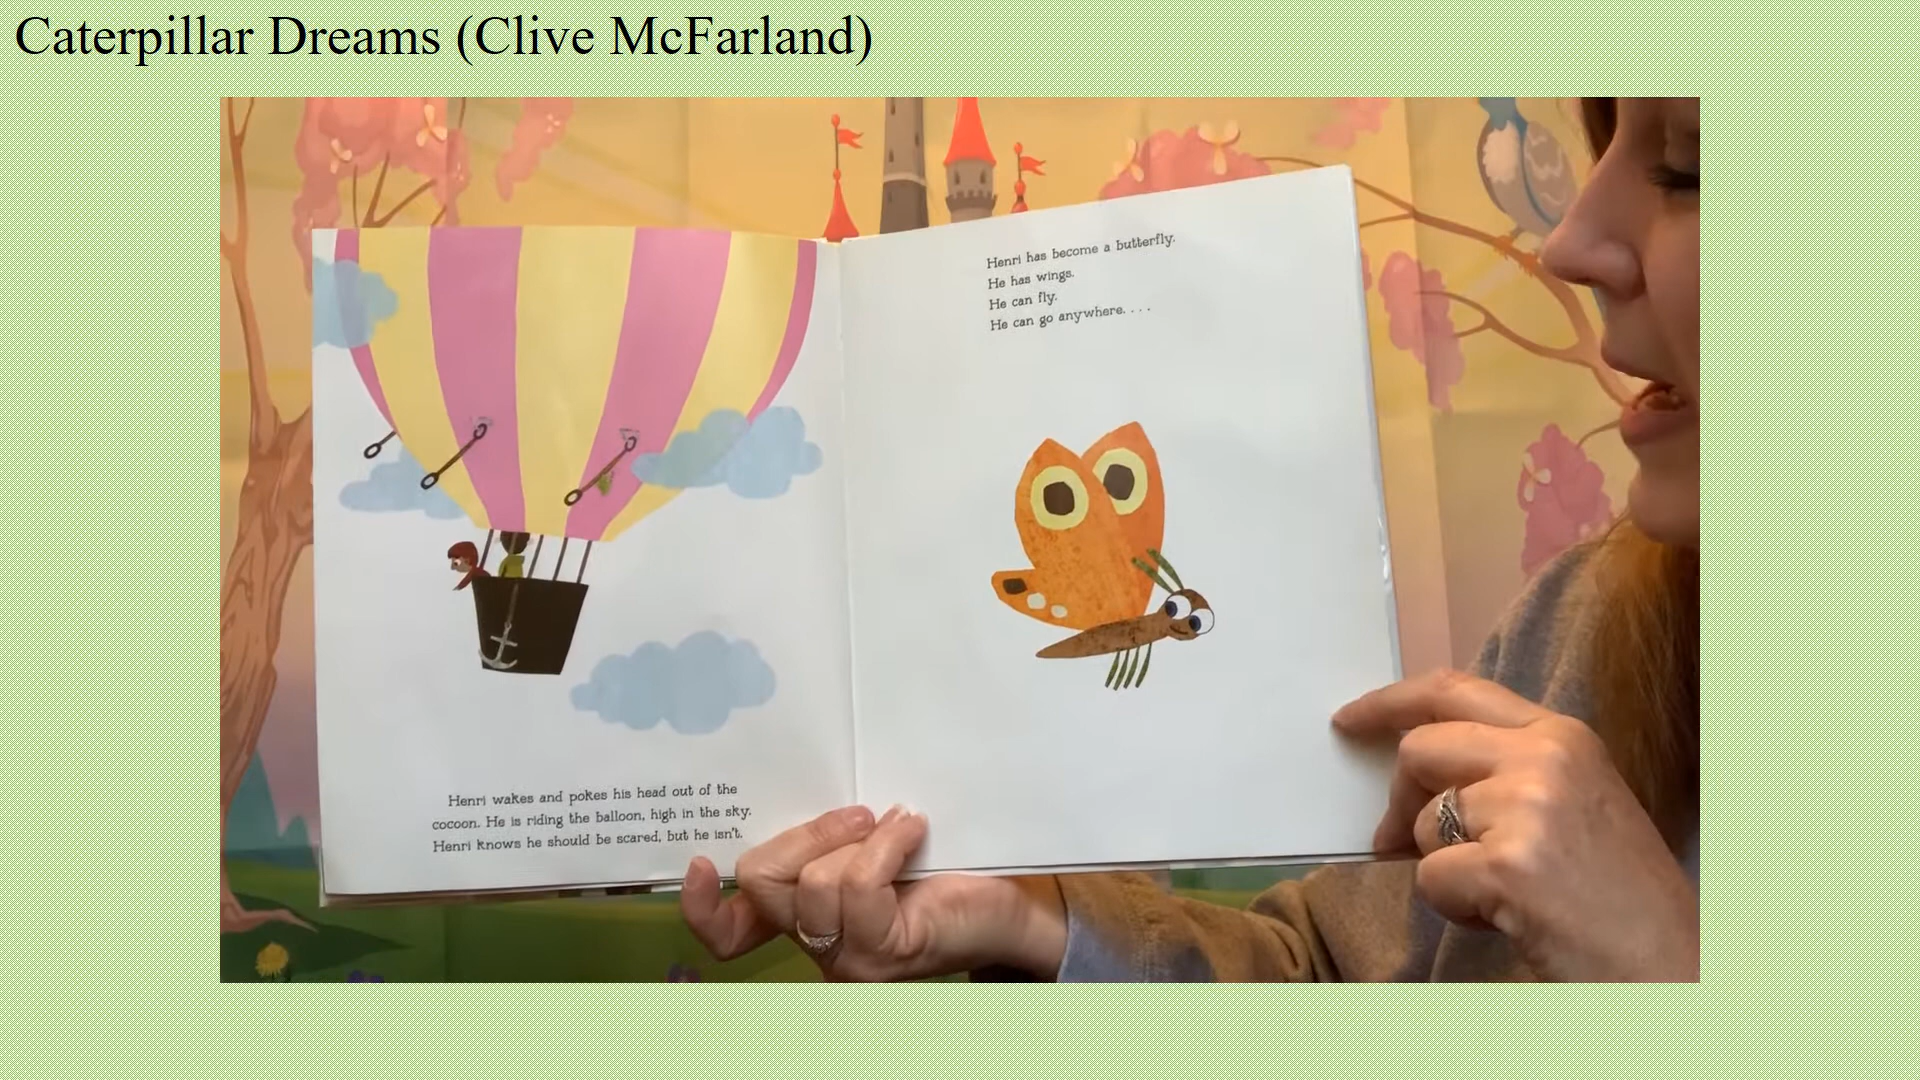 Caterpillar Dreams (Clive McFarland)
Henri wakes and pokes his head out of the
cocoon. He is riding the balloon, high in the sky.
Henri knows he should be scared, but he isn't.
Henri has become a butterfly.
He has wings.
He can fly.
He can go anywhere. . . .